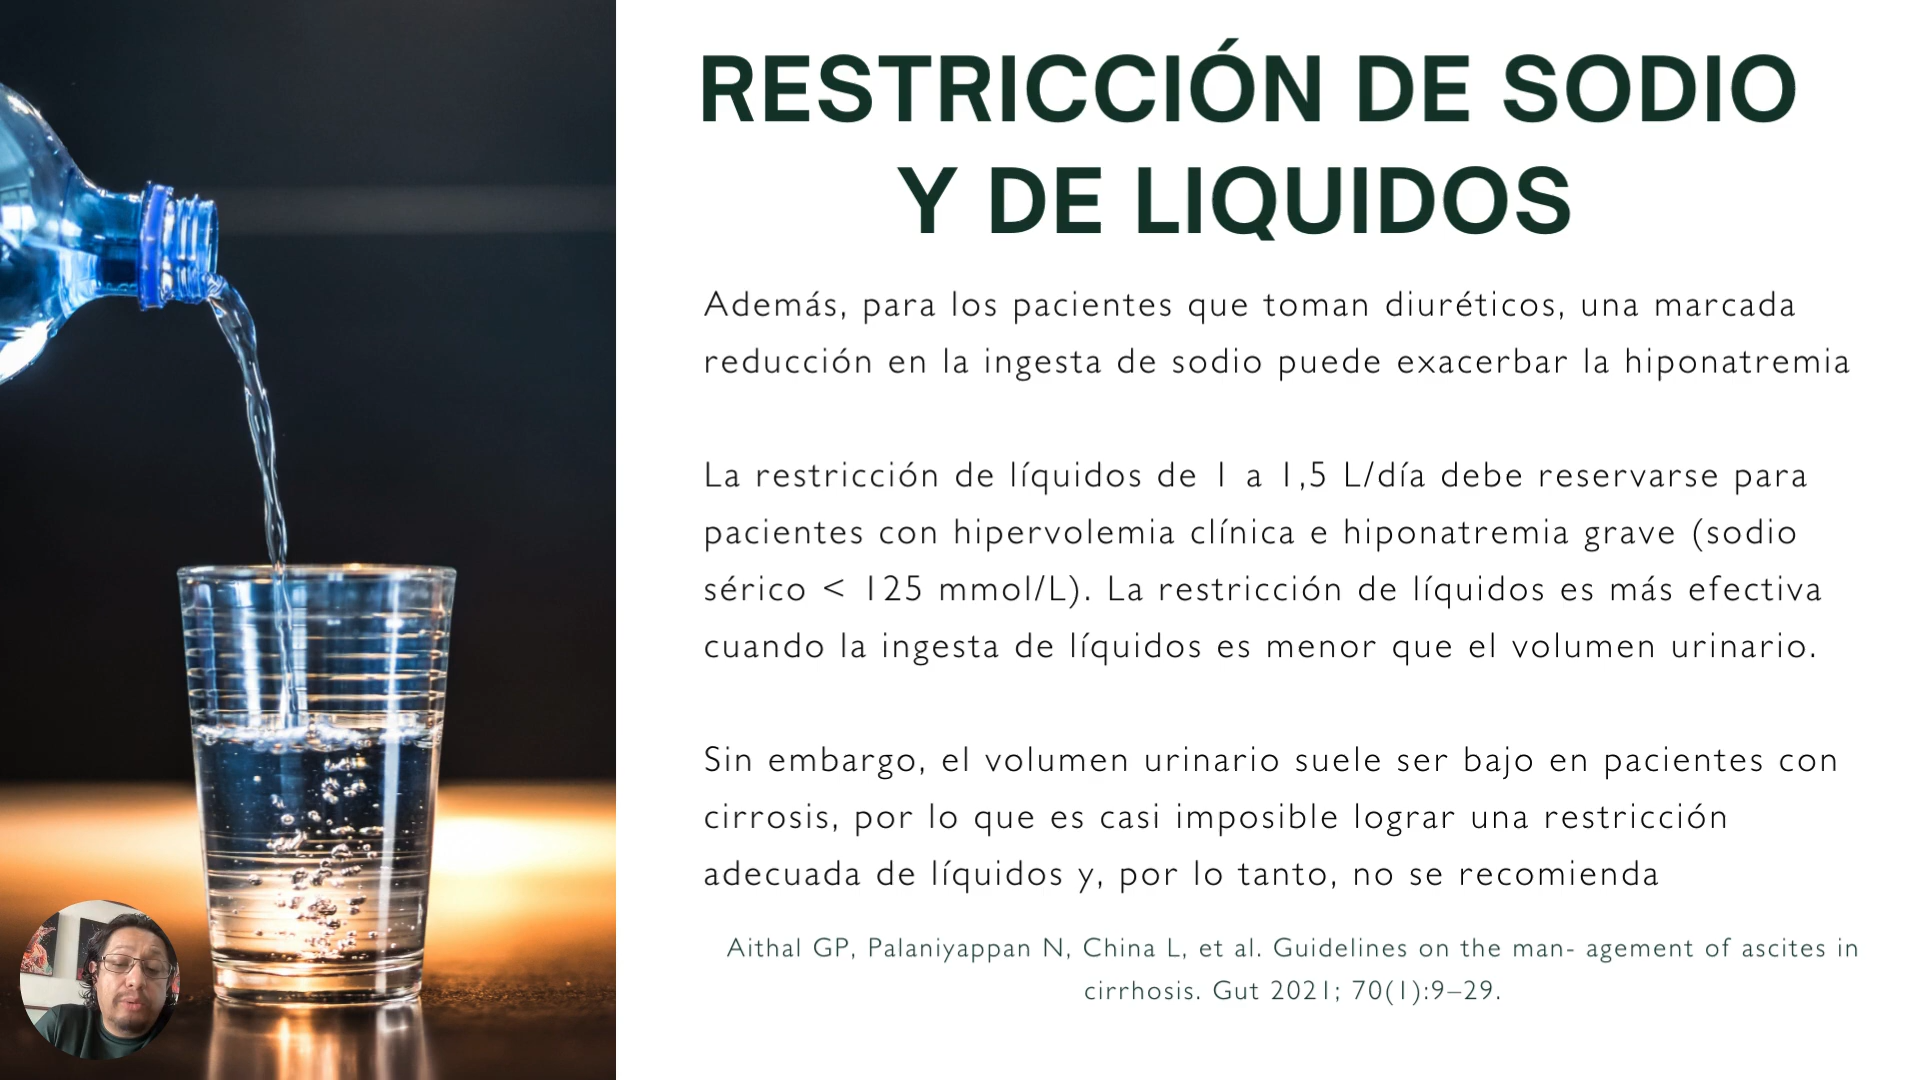 RESTRICCIÓN DE SODIO
Y DE LIQUIDOS
Además, para los pacientes que toman diuréticos, una marcada
reducción en la ingesta de sodio puede exacerbar la hiponatremia
La restricción de líquidos de 1 a 1,5 L/día debe reservarse para
pacientes con hipervolemia clínica e hiponatremia grave (sodio
sérico < 125 mmol/L). La restricción de líquidos es más efectiva
cuando la ingesta de líquidos es menor que el volumen urinario.
Sin embargo, el volumen urinario suele ser bajo en pacientes con
cirrosis, por lo que es casi imposible lograr una restricción
adecuada de líquidos y, por lo tanto, no se recomienda
Aithal GP, Palaniyappan N, China L, et al. Guidelines on the man- agement of ascites in
cirrhosis. Gut 2021; 70(1):9–29.